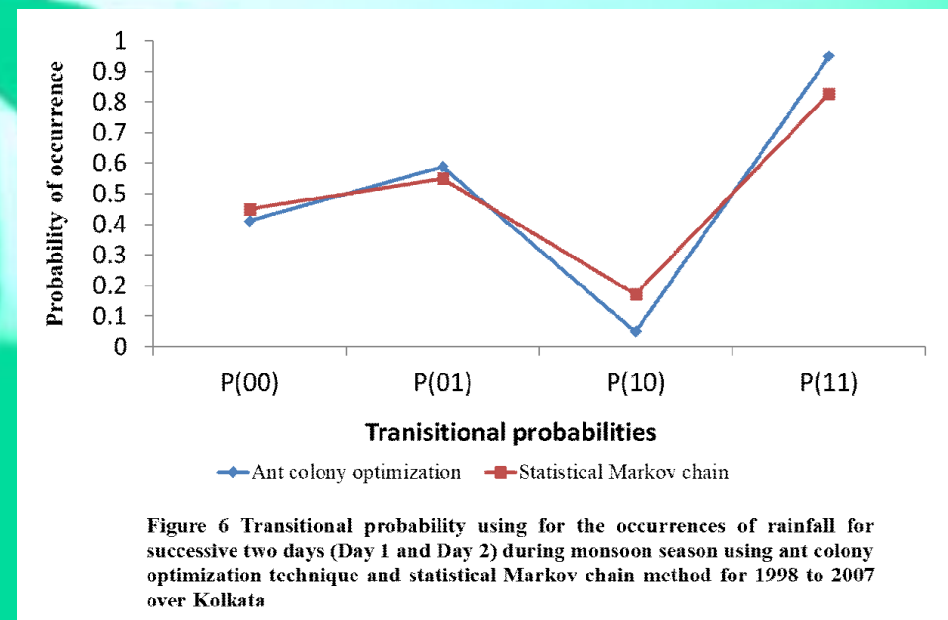 Probability of occurrence
1
0.9
0.8
0.7
0.6
0.5
0.4
0.3
0.2
0.1
0
P(00) P(01) P(10) P(11)
Tranisitional probabilities
Ant colony optimization Statistical Markov chain
Figure 6 Transitional probability using for the occurrences of rainfall for
successive two days (Day 1 and Day 2) during monsoon season using ant colony
optimization technique and statistical Markov chain method for 1998 to 2007
over Kolkata